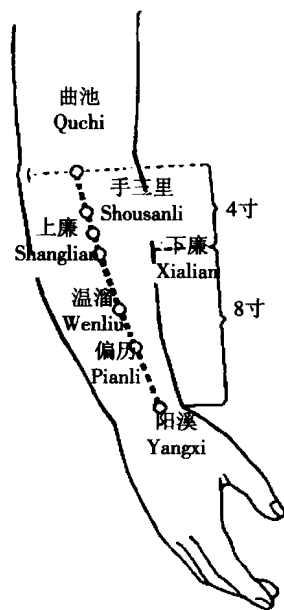 曲池
Quchi
手三里
Shousanli
4寸
上廉
Shanglian
下廉
Xialian
温溜
Wenliu
8寸
偏历
Pianli
阳溪
Yangxi